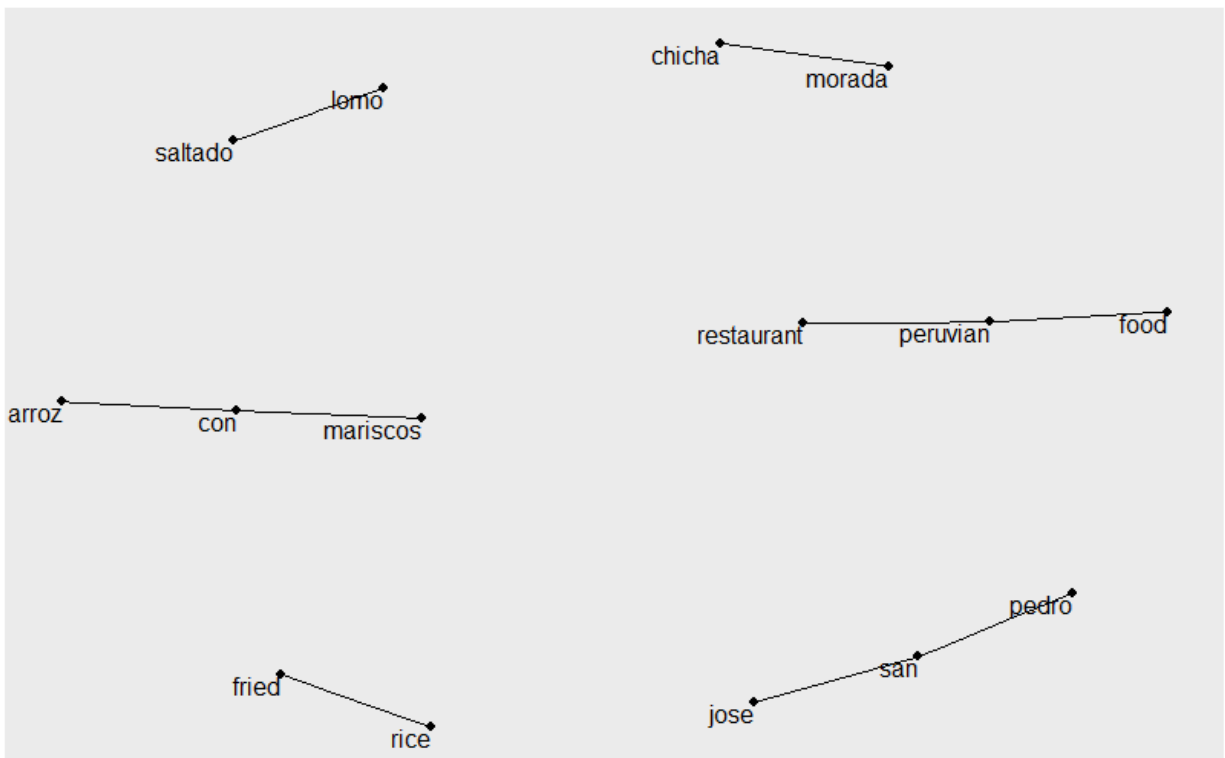 chicha
morada
lomo
saltado
restaurant
peruvian
food
arroz
con
mariscos
pedro
san
jose
fried
rice